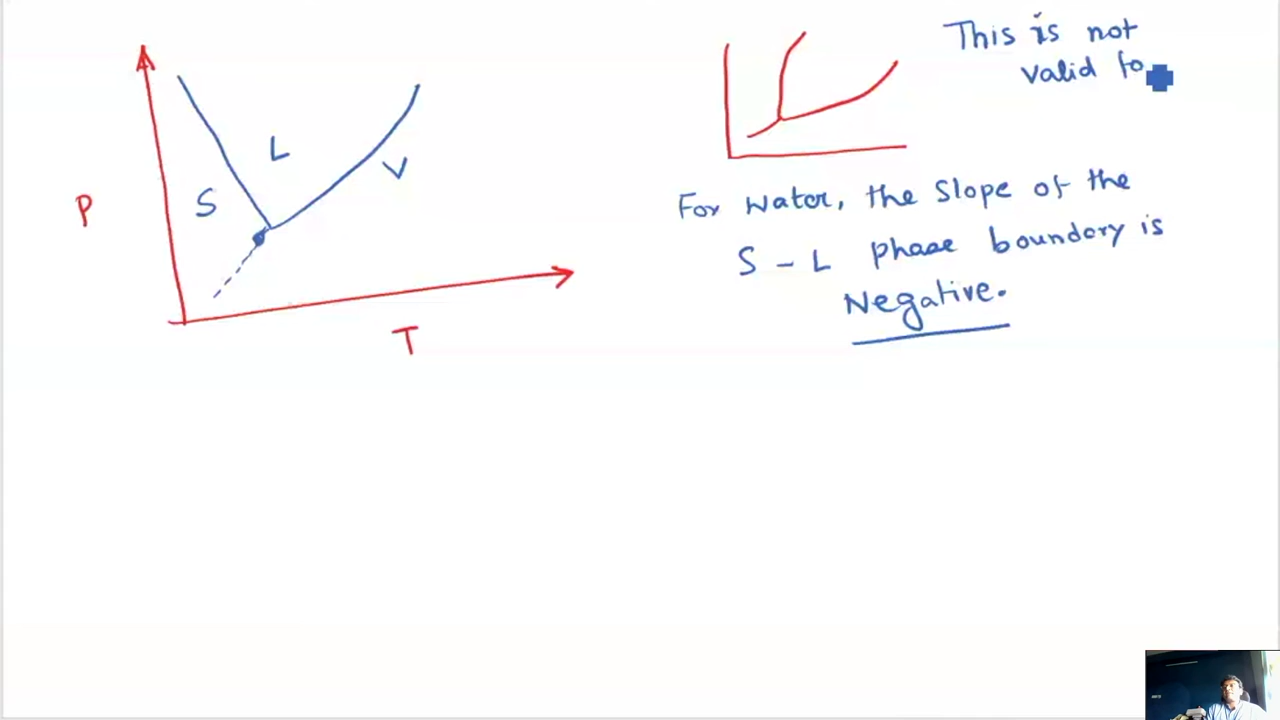 This is not
valid fo
P
S
L
V
T
For water, the Slope of the
S - L phase boundary is
Negative.